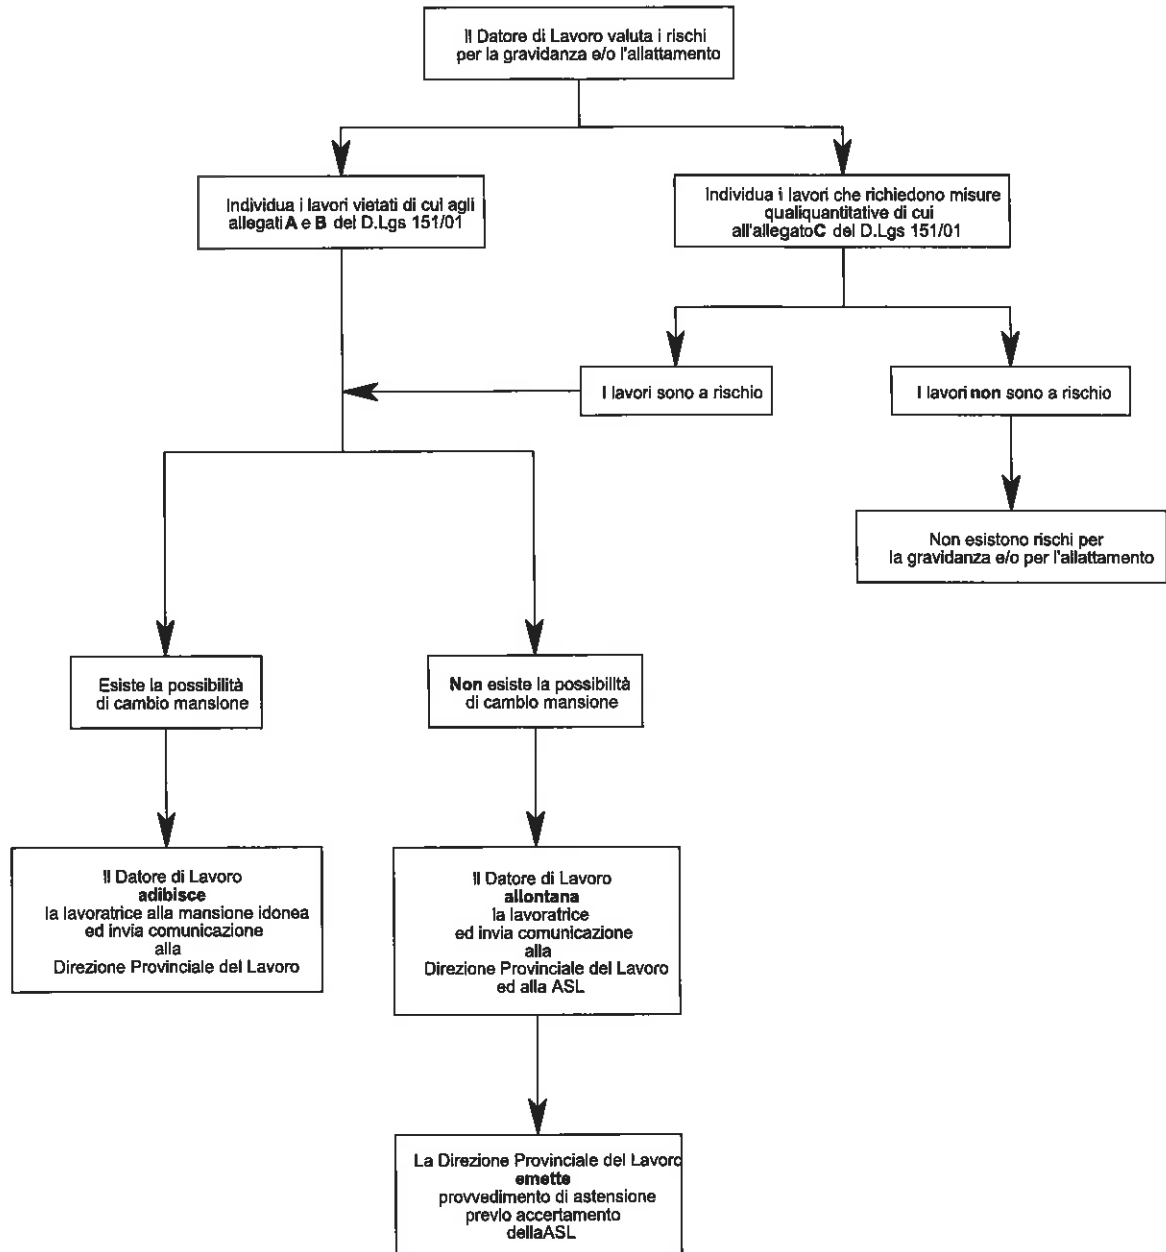 Il Datore di Lavoro valuta i rischi
per la gravidanza e/o l'allattamento
Individua i lavori vietati di cui agli
allegati A e B del D.Lgs 151/01
Individua i lavori che richiedono misure
qualiquantitative di cui
all'allegatoC del D.Lgs 151/01
I lavori sono a rischio
I lavori non sono a rischio
Non esistono rischi per
la gravidanza e/o per l'allattamento
Esiste la possibilità
di cambio mansione
Non esiste la possibilità
di cambio mansione
Il Datore di Lavoro
adibisce
la lavoratrice alla mansione idonea
ed invia comunicazione
alla
Direzione Provinciale del Lavoro
Il Datore di Lavoro
allontana
la lavoratrice
ed invia comunicazione
alla
Direzione Provinciale del Lavoro
ed alla ASL
La Direzione Provinciale del Lavoro
emette
provvedimento di astensione
previo accertamento
dellaASL